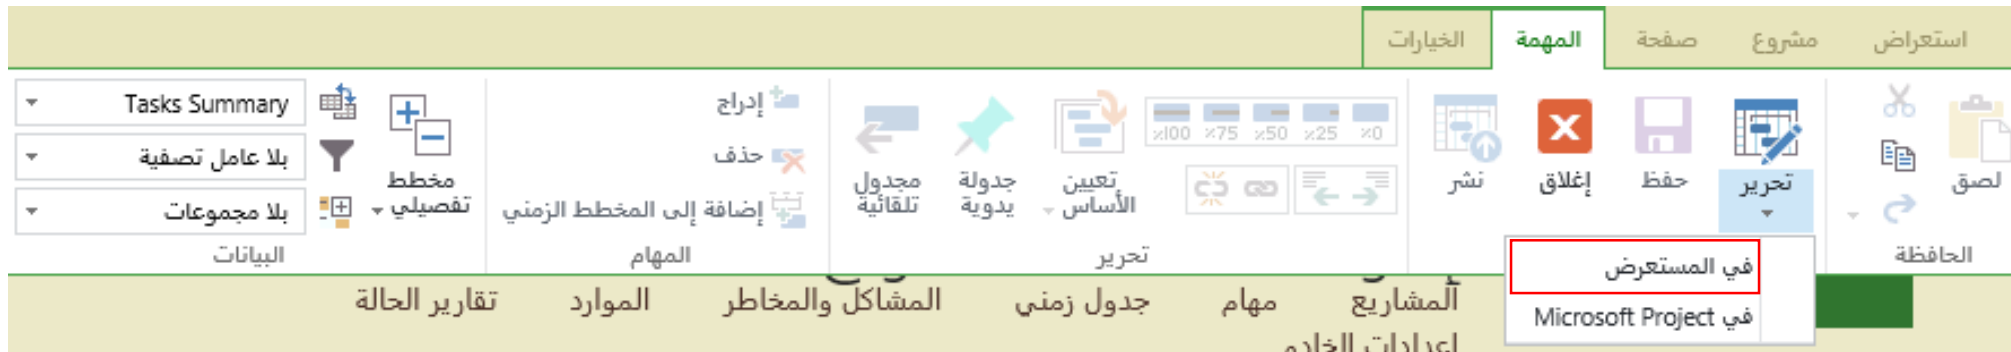 استعراض
مشروع
صفحة
المهمة
الخيارات
لصق
الحافظة
تحرير
حفظ
إغلاق
نشر
في المستعرض
في Microsoft Project
%0
%25
%50
%75
%100
تعيين
الأساس
جدولة
يدوية
مجدول
تلقائية
تحرير
إدراج
حذف
إضافة إلى المخطط الزمني
المهام
مخطط
تفصيلي
Tasks Summary
بلا عامل تصفية
بلا مجموعات
البيانات
المشاريع
مهام
جدول زمني
المشاكل والمخاطر
الموارد
تقارير الحالة
إعدادات الخادم